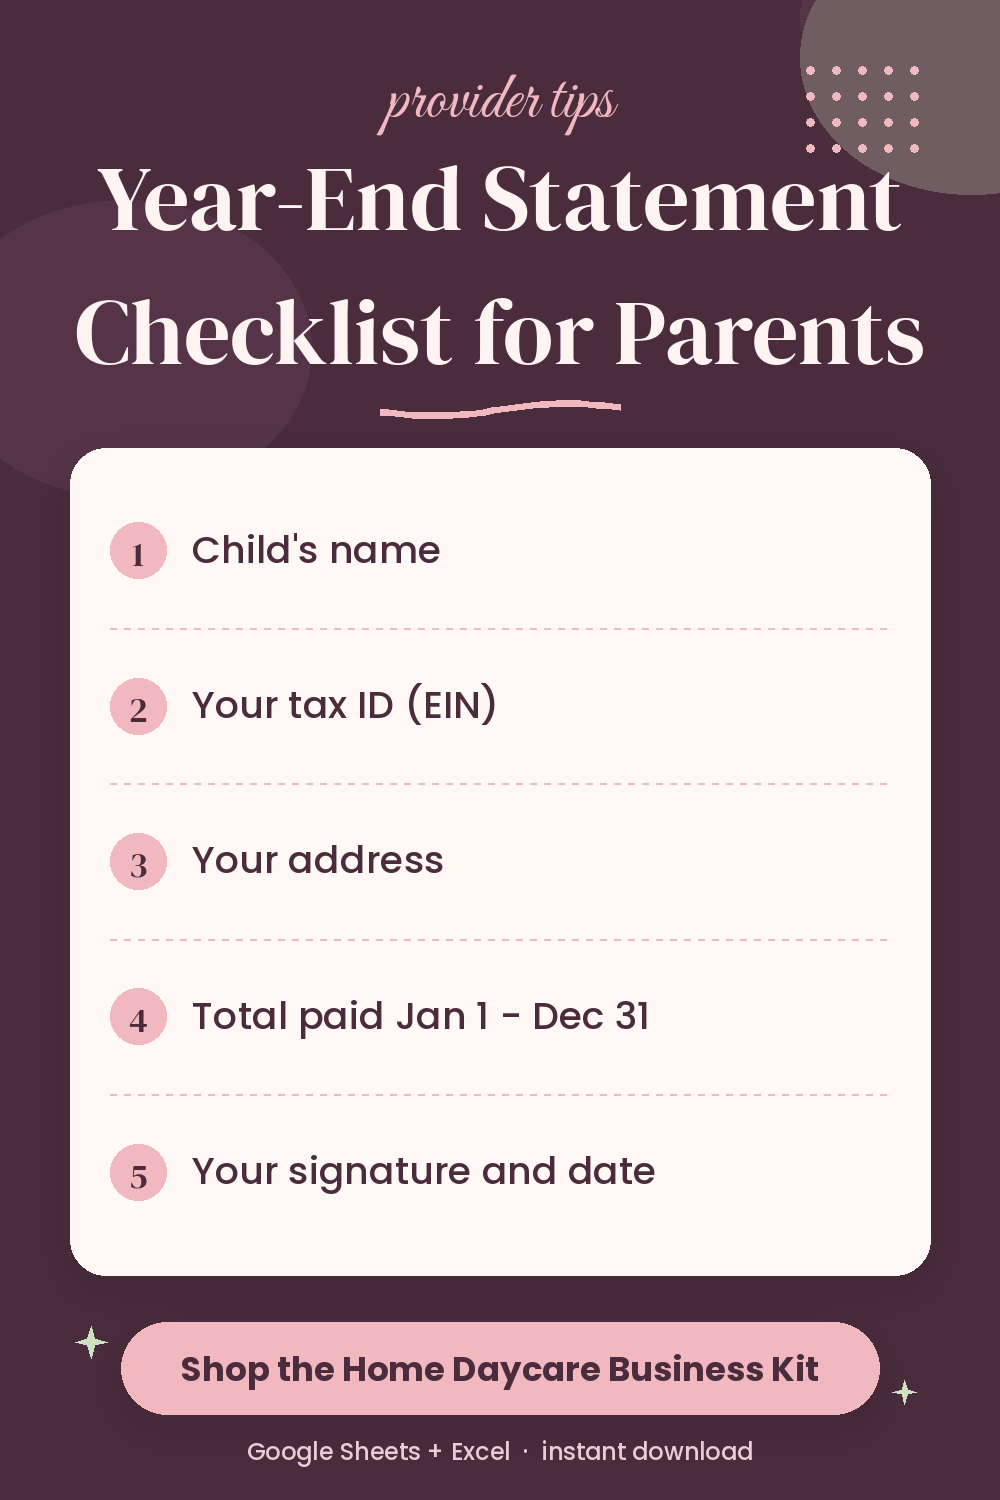 provider tips
Year-End Statement
Checklist for Parents
1 Child's name
2 Your tax ID (EIN)
3 Your address
4 Total paid Jan 1 - Dec 31
5 Your signature and date
Shop the Home Daycare Business Kit
Google Sheets + Excel · instant download